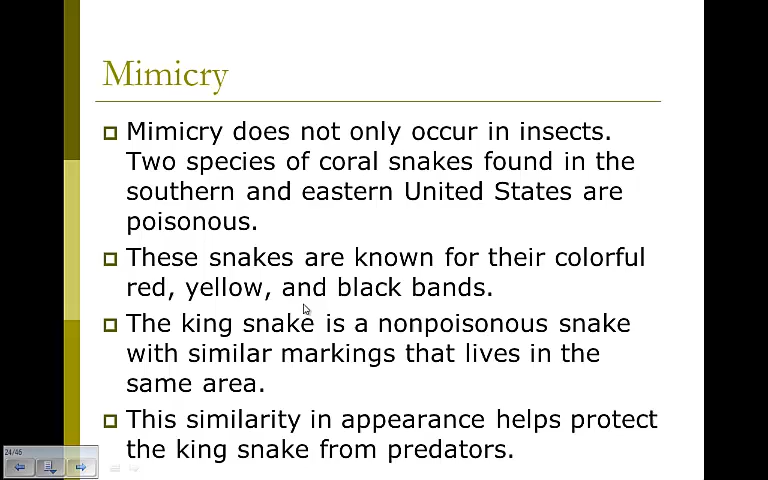 Mimicry
Mimicry does not only occur in insects.
Two species of coral snakes found in the
southern and eastern United States are
poisonous.
These snakes are known for their colorful
red, yellow, and black bands.
The king snake is a nonpoisonous snake
with similar markings that lives in the
same area.
This similarity in appearance helps protect
the king snake from predators.
24/46